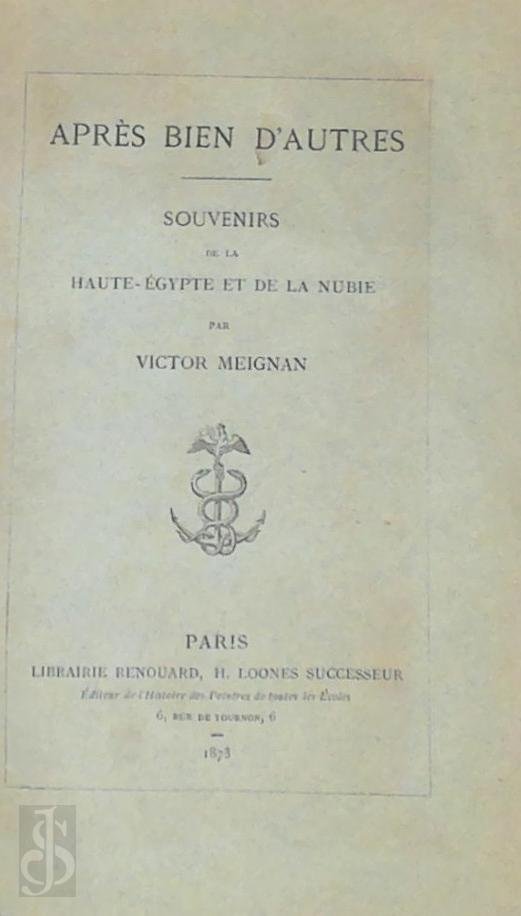 APRÈS BIEN D'AUTRES
SOUVENIRS
DE LA
HAUTE-ÉGYPTE ET DE LA NUBIE
PAR
VICTOR MEIGNAN
PARIS
LIBRAIRIE RENOUARD, H. LOONES SUCCESSEUR
Éditeur de l'Histoire des Peintres de toutes les Écoles
6, RUE DE TOURNON, 6
1873